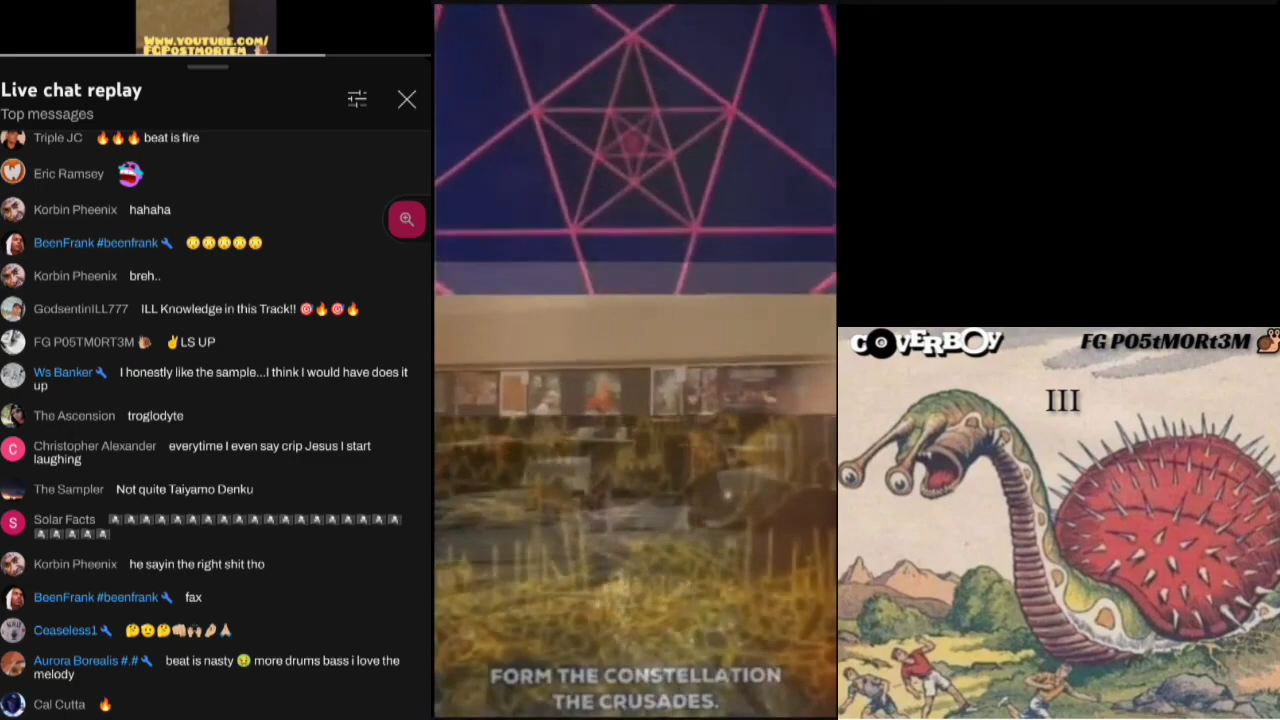 WWW.YOUTUBE.COM/
FGPOSTMORTEM
Live chat replay
Top messages
Triple JC 🔥🔥🔥 beat is fire
Eric Ramsey
Korbin Pheenix hahaha
BeenFrank #beenfrank 😳😳😳😳😳
Korbin Pheenix breh..
GodsentinILL777 ILL Knowledge in this Track!! 🎯🔥🎯🔥
FG P05TM0RT3M 🐌 ✌LS UP
Ws Banker I honestly like the sample...I think I would have does it
up
The Ascension troglodyte
C
Christopher Alexander everytime I even say crip Jesus I start
laughing
The Sampler Not quite Taiyamo Denku
S
Solar Facts
Korbin Pheenix he sayin the right shit tho
BeenFrank #beenfrank fax
Ceaseless1
Aurora Borealis #.# beat is nasty 🤢 more drums bass i love the
melody
Cal Cutta 🔥
FORM THE CONSTELLATION
THE CRUSADES.
COVERBOY
FG P05tM0Rt3M 🐌
III